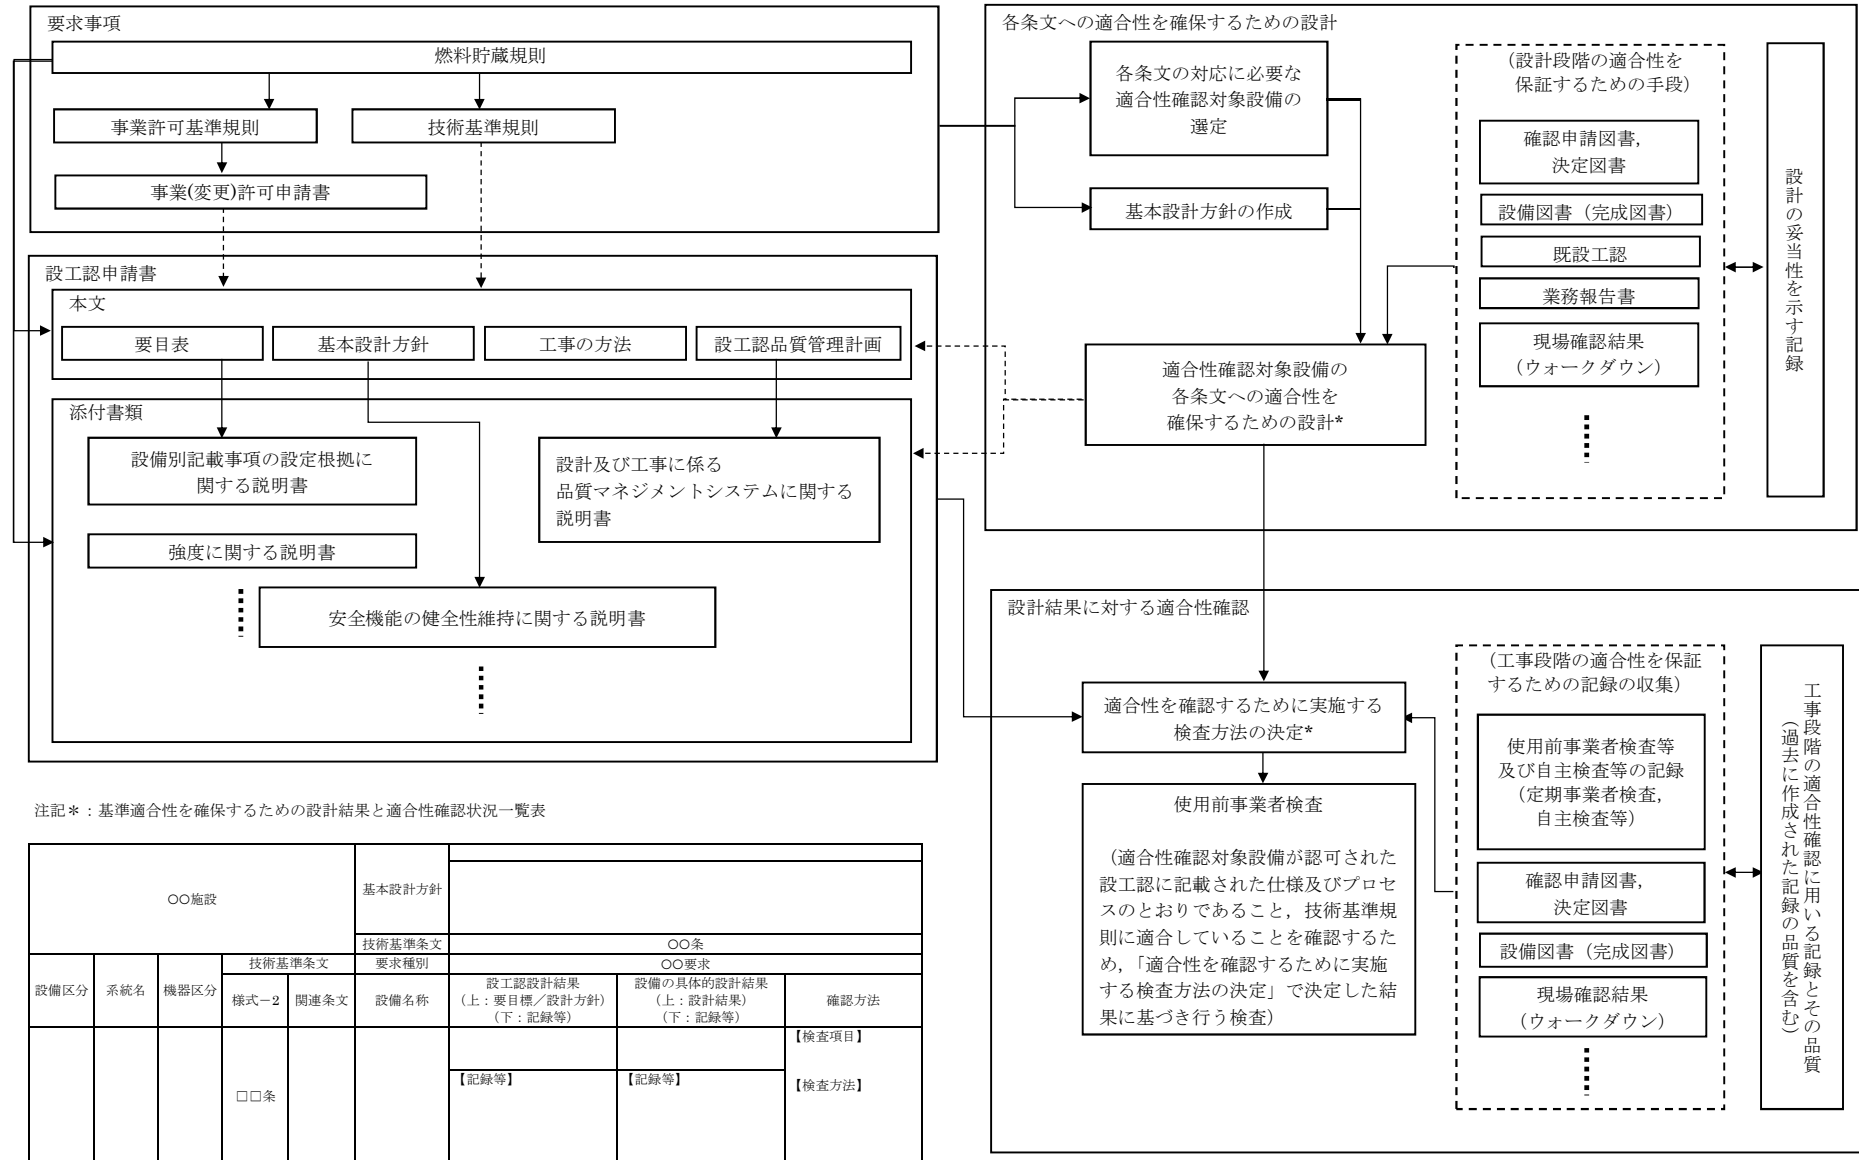 要求事項
燃料貯蔵規則
事業許可基準規則
技術基準規則
事業(変更)許可申請書
設工認申請書
本文
要目表
基本設計方針
工事の方法
設工認品質管理計画
添付書類
設備別記載事項の設定根拠に
関する説明書
設計及び工事に係る
品質マネジメントシステムに関する
説明書
強度に関する説明書
安全機能の健全性維持に関する説明書
各条文への適合性を確保するための設計
各条文の対応に必要な
適合性確認対象設備の
選定
基本設計方針の作成
(設計段階の適合性を
保証するための手段)
確認申請図書,
決定図書
設備図書(完成図書)
既設工認
業務報告書
現場確認結果
(ウォークダウン)
設計の妥当性を示す記録
適合性確認対象設備の
各条文への適合性を
確保するための設計*
設計結果に対する適合性確認
適合性を確認するために実施する
検査方法の決定*
使用前事業者検査
(適合性確認対象設備が認可された
設工認に記載された仕様及びプロセ
スのとおりであること,技術基準規
則に適合していることを確認するた
め,「適合性を確認するために実施
する検査方法の決定」で決定した結
果に基づき行う検査)
(工事段階の適合性を保証
するための記録の収集)
使用前事業者検査等
及び自主検査等の記録
(定期事業者検査,
自主検査等)
確認申請図書,
決定図書
設備図書(完成図書)
現場確認結果
(ウォークダウン)
工事段階の適合性確認に用いる記録とその品質
(過去に作成された記録の品質を含む)
注記*:基準適合性を確保するための設計結果と適合性確認状況一覧表
○○施設
基本設計方針
技術基準条文
○○条
技術基準条文
要求種別
○○要求
設備区分
系統名
機器区分
様式-2
関連条文
設備名称
設工認設計結果
(上:要目標/設計方針)
(下:記録等)
設備の具体的設計結果
(上:設計結果)
(下:記録等)
確認方法
【検査項目】
【記録等】
【記録等】
【検査方法】
□□条